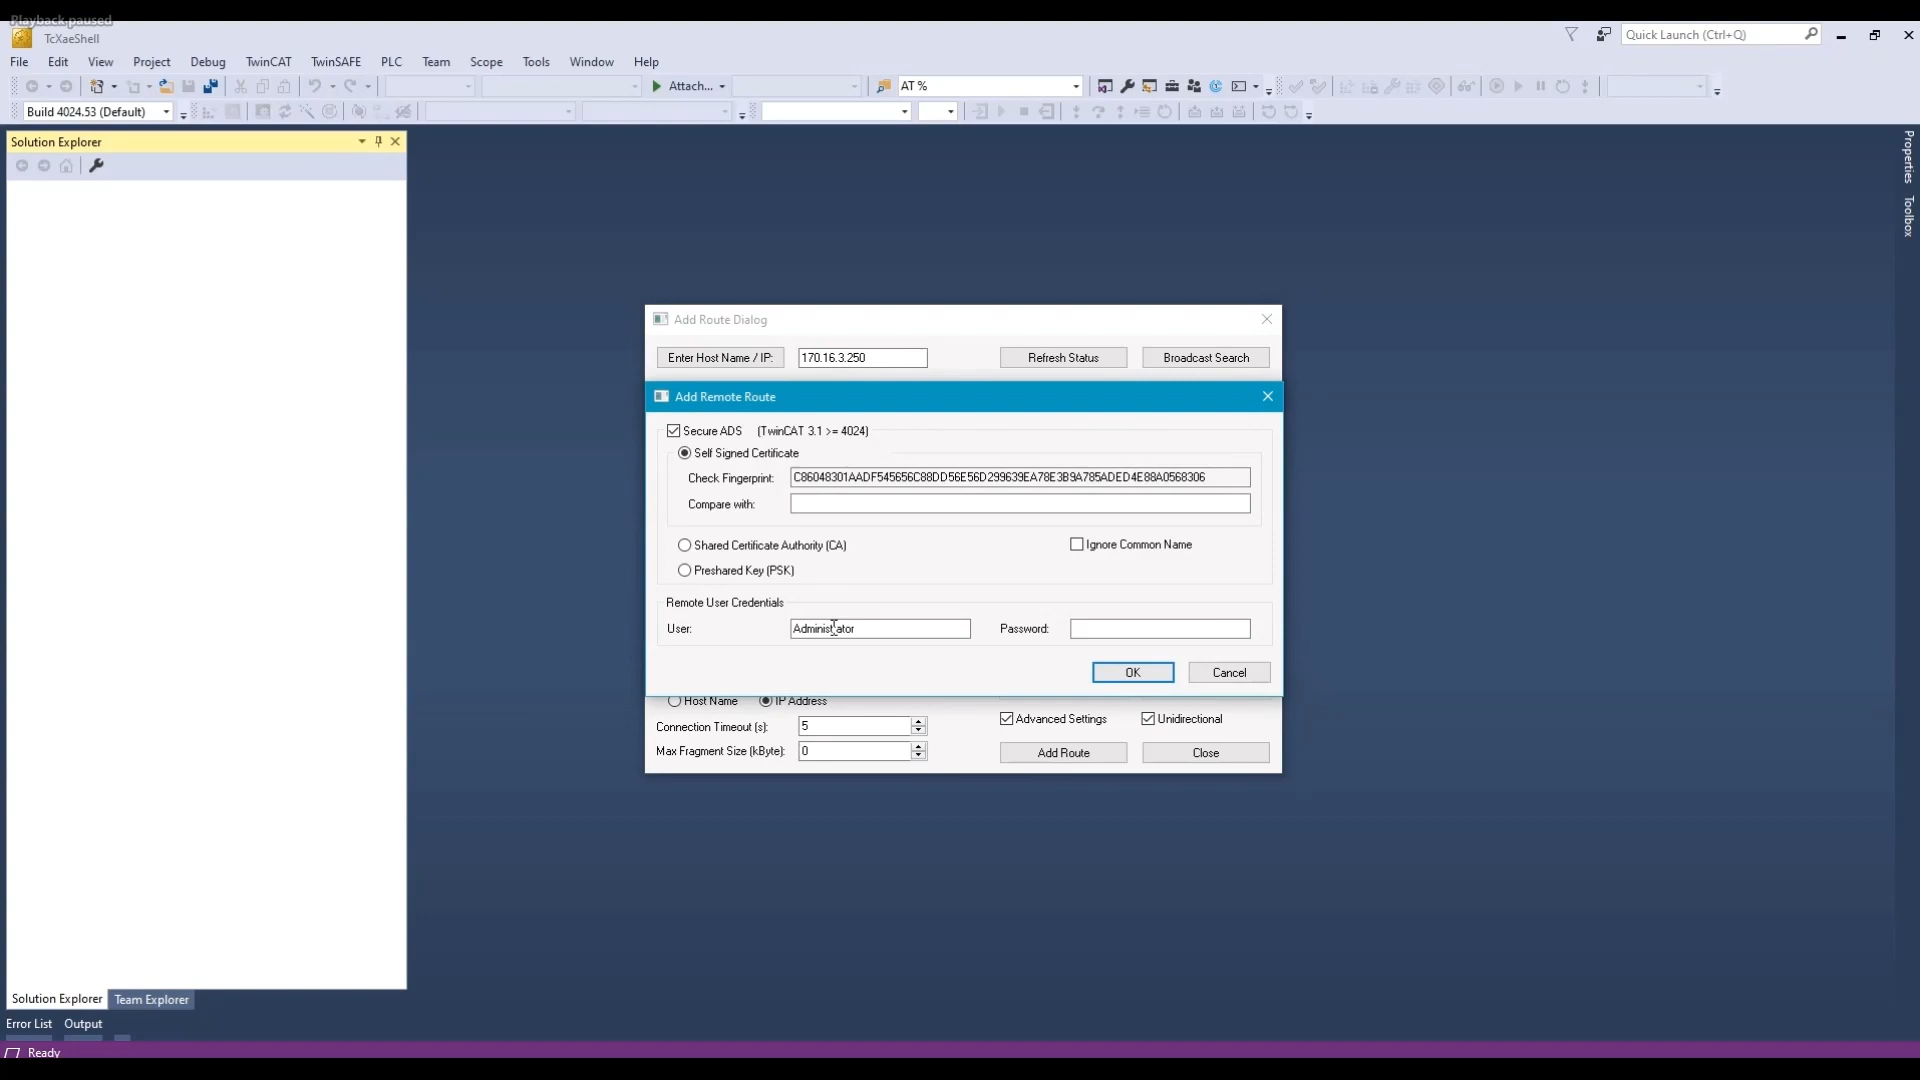 Playback paused
TcXaeShell
Quick Launch (Ctrl+Q)
File Edit View Project Debug TwinCAT TwinSAFE PLC Team Scope Tools Window Help
Attach... AT %
Build 4024.53 (Default)
Solution Explorer
Properties
Toolbox
Add Route Dialog
Enter Host Name / IP: 170.16.3.250 Refresh Status Broadcast Search
Add Remote Route
Secure ADS (TwinCAT 3.1 >= 4024)
Self Signed Certificate
Check Fingerprint: C86048301AADF545656C88DD56E56D299639EA78E3B9A785ADED4E88A0568306
Compare with:
Shared Certificate Authority (CA) Ignore Common Name
Preshared Key (PSK)
Remote User Credentials
User: Administrator Password:
OK Cancel
Host Name IP Address
Connection Timeout (s): 5 Advanced Settings Unidirectional
Max Fragment Size (kByte): 0 Add Route Close
Solution Explorer Team Explorer
Error List Output
Ready